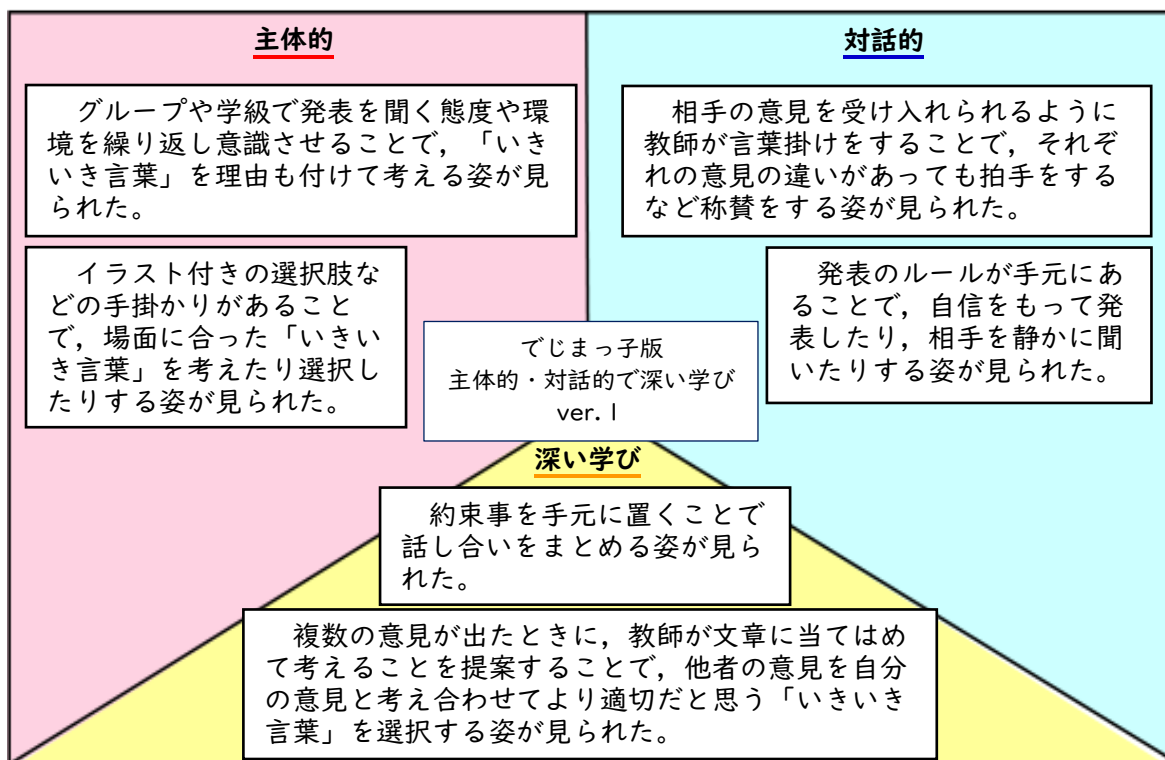 主体的
グループや学級で発表を聞く態度や環
境を繰り返し意識させることで,「いき
いき言葉」を理由も付けて考える姿が見
られた。
イラスト付きの選択肢な
どの手掛かりがあること
で,場面に合った「いきい
き言葉」を考えたり選択し
たりする姿が見られた。
対話的
相手の意見を受け入れられるように
教師が言葉掛けをすることで,それぞ
れの意見の違いがあっても拍手をする
など称賛をする姿が見られた。
発表のルールが手元にあ
ることで,自信をもって発
表したり,相手を静かに聞
いたりする姿が見られた。
でじまっ子版
主体的・対話的で深い学び
ver.1
深い学び
約束事を手元に置くことで
話し合いをまとめる姿が見ら
れた。
複数の意見が出たときに,教師が文章に当てはめ
て考えることを提案することで,他者の意見を自分
の意見と考え合わせてより適切だと思う「いきいき
言葉」を選択する姿が見られた。